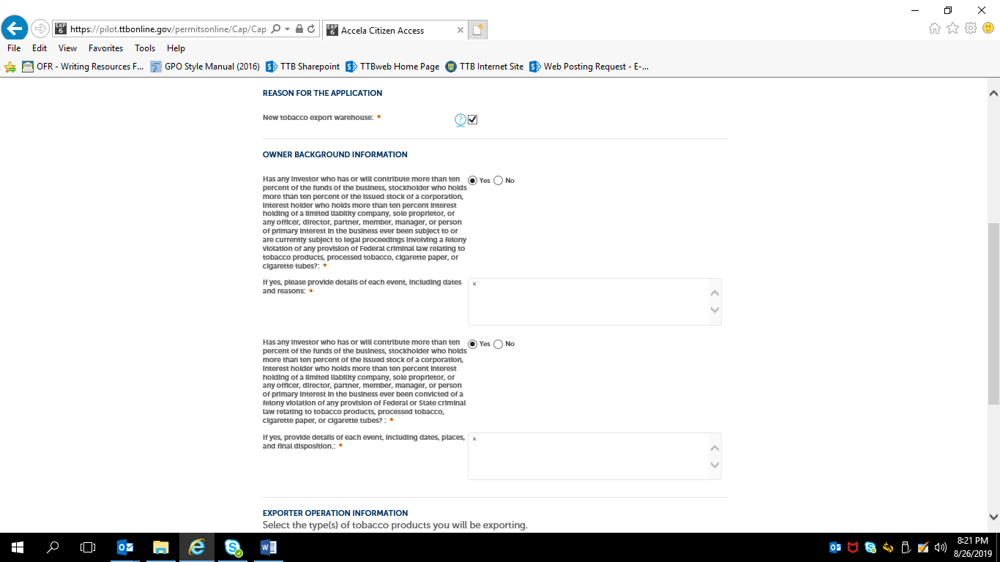 https://pilot.ttbonline.gov/permitsonline/Cap/Cap
EAP 6
Accela Citizen Access
File Edit View Favorites Tools Help
OFR - Writing Resources F... GPO Style Manual (2016) TTB Sharepoint TTBweb Home Page TTB Internet Site Web Posting Request - E-...
REASON FOR THE APPLICATION
New tobacco export warehouse: *
?
OWNER BACKGROUND INFORMATION
Has any investor who has or will contribute more than ten
percent of the funds of the business, stockholder who holds
more than ten percent of the issued stock of a corporation,
interest holder who holds more than ten percent interest
holding of a limited liability company, sole proprietor, or
any officer, director, partner, member, manager, or person
of primary interest in the business ever been subject to or
are currently subject to legal proceedings involving a felony
violation of any provision of Federal criminal law relating to
tobacco products, processed tobacco, cigarette paper, or
cigarette tubes?: *
Yes No
If yes, please provide details of each event, including dates
and reasons: *
x
Has any investor who has or will contribute more than ten
percent of the funds of the business, stockholder who holds
more than ten percent of the issued stock of a corporation,
interest holder who holds more than ten percent interest
holding of a limited liability company, sole proprietor, or
any officer, director, partner, member, manager, or person
of primary interest in the business ever been convicted of a
felony violation of any provision of Federal or State criminal
law relating to tobacco products, processed tobacco,
cigarette paper, or cigarette tubes? : *
Yes No
If yes, provide details of each event, including dates, places,
and final disposition.: *
x
EXPORTER OPERATION INFORMATION
Select the type(s) of tobacco products you will be exporting.
8:21 PM
8/26/2019